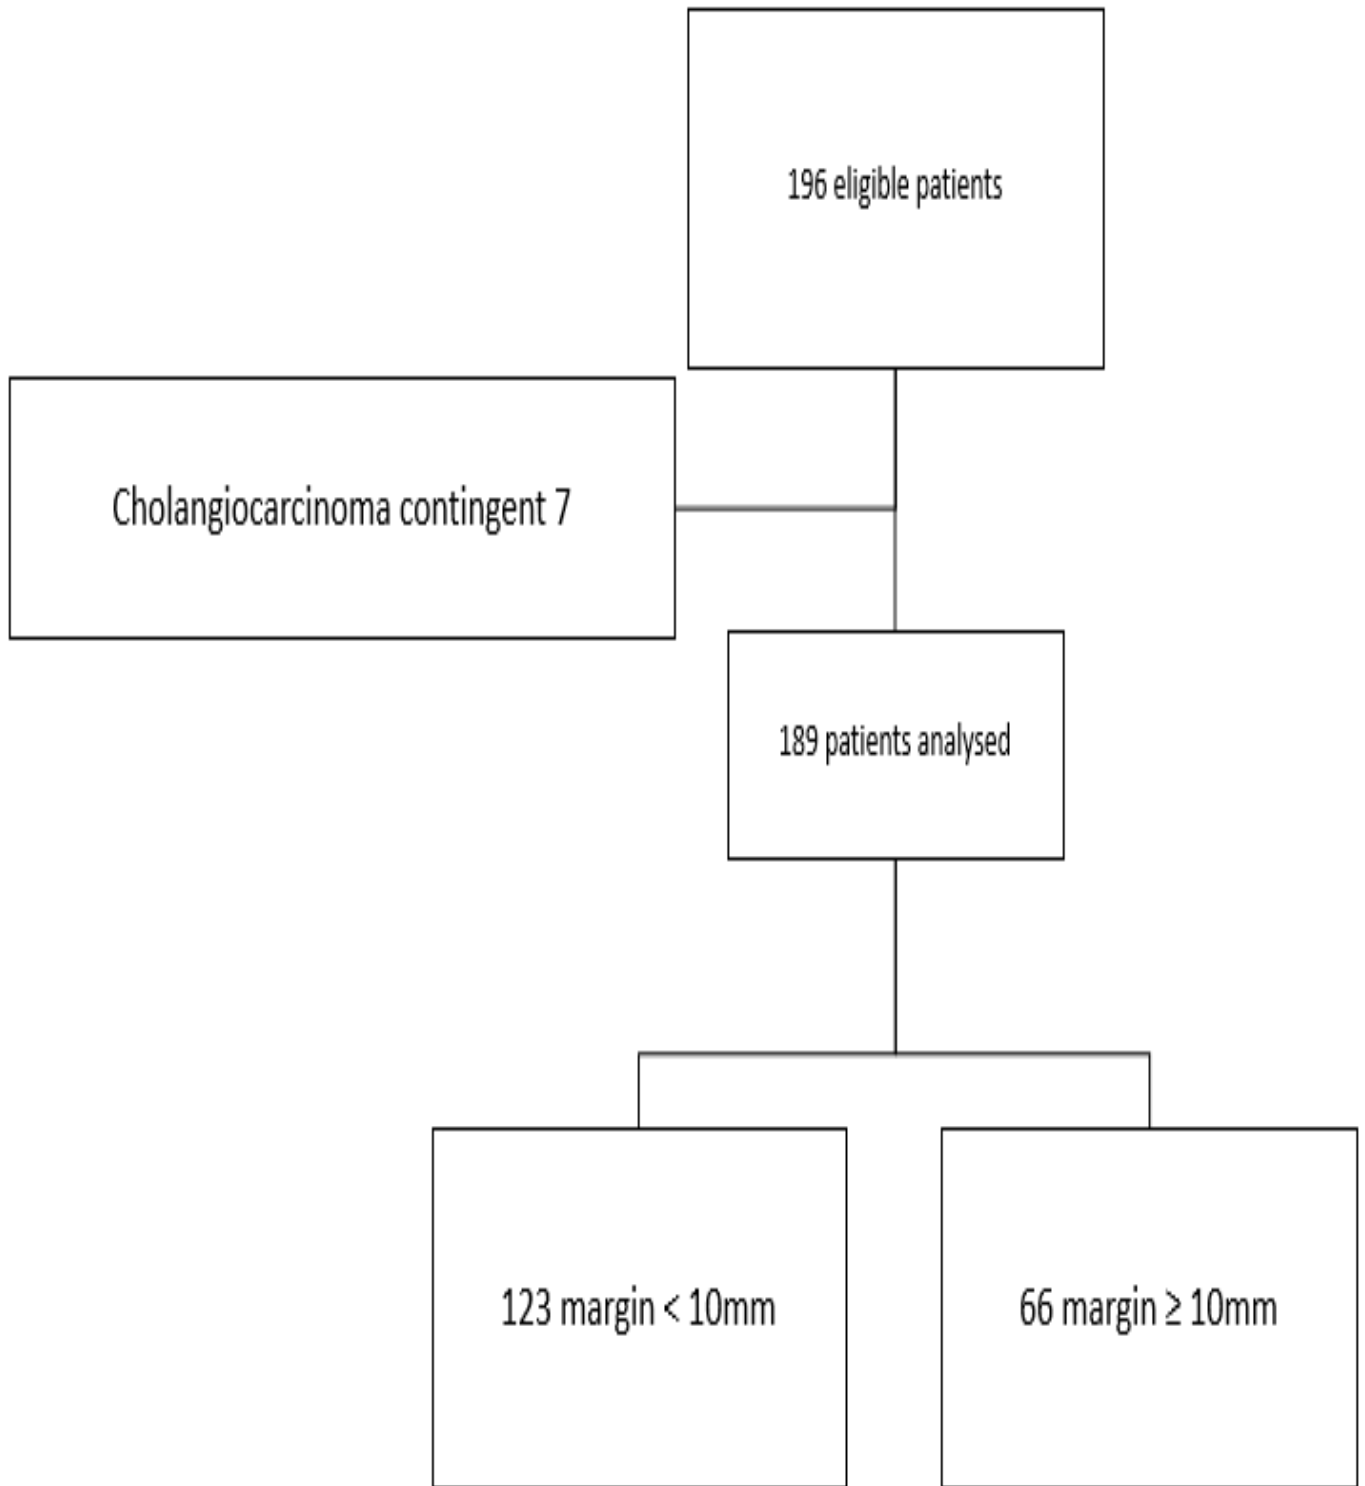 196 eligible patients
Cholangiocarcinoma contingent 7
189 patients analysed
123 margin < 10mm
66 margin ≥ 10mm